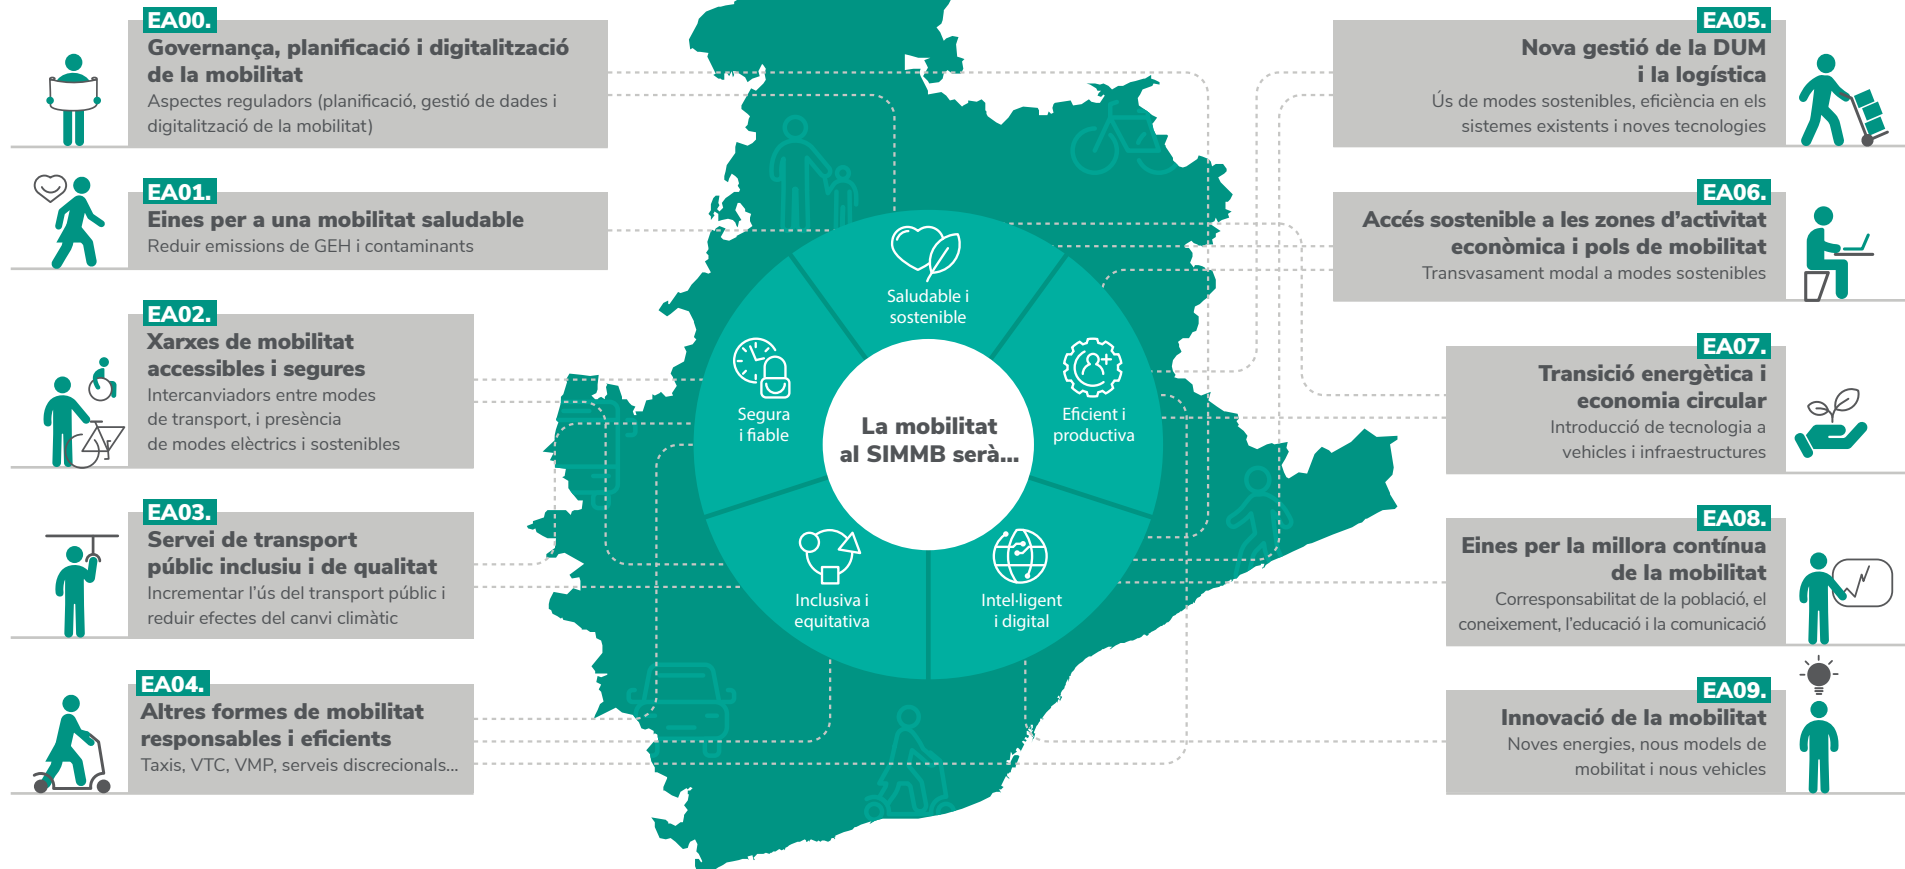 EA00.
Governança, planificació i digitalització
de la mobilitat
Aspectes reguladors (planificació, gestió de dades i
digitalització de la mobilitat)
EA01.
Eines per a una mobilitat saludable
Reduir emissions de GEH i contaminants
EA02.
Xarxes de mobilitat
accessibles i segures
Intercanviadors entre modes
de transport, i presència
de modes elèctrics i sostenibles
EA03.
Servei de transport
públic inclusiu i de qualitat
Incrementar l'ús del transport públic i
reduir efectes del canvi climàtic
EA04.
Altres formes de mobilitat
responsables i eficients
Taxis, VTC, VMP, serveis discrecionals...
Saludable i
sostenible
Segura
i fiable
Eficient i
productiva
La mobilitat
al SIMMB serà...
Inclusiva i
equitativa
Intel·ligent
i digital
EA05.
Nova gestió de la DUM
i la logística
Ús de modes sostenibles, eficiència en els
sistemes existents i noves tecnologies
EA06.
Accés sostenible a les zones d'activitat
econòmica i pols de mobilitat
Transvasament modal a modes sostenibles
EA07.
Transició energètica i
economia circular
Introducció de tecnologia a
vehicles i infraestructures
EA08.
Eines per la millora contínua
de la mobilitat
Corresponsabilitat de la població, el
coneixement, l'educació i la comunicació
EA09.
Innovació de la mobilitat
Noves energies, nous models de
mobilitat i nous vehicles